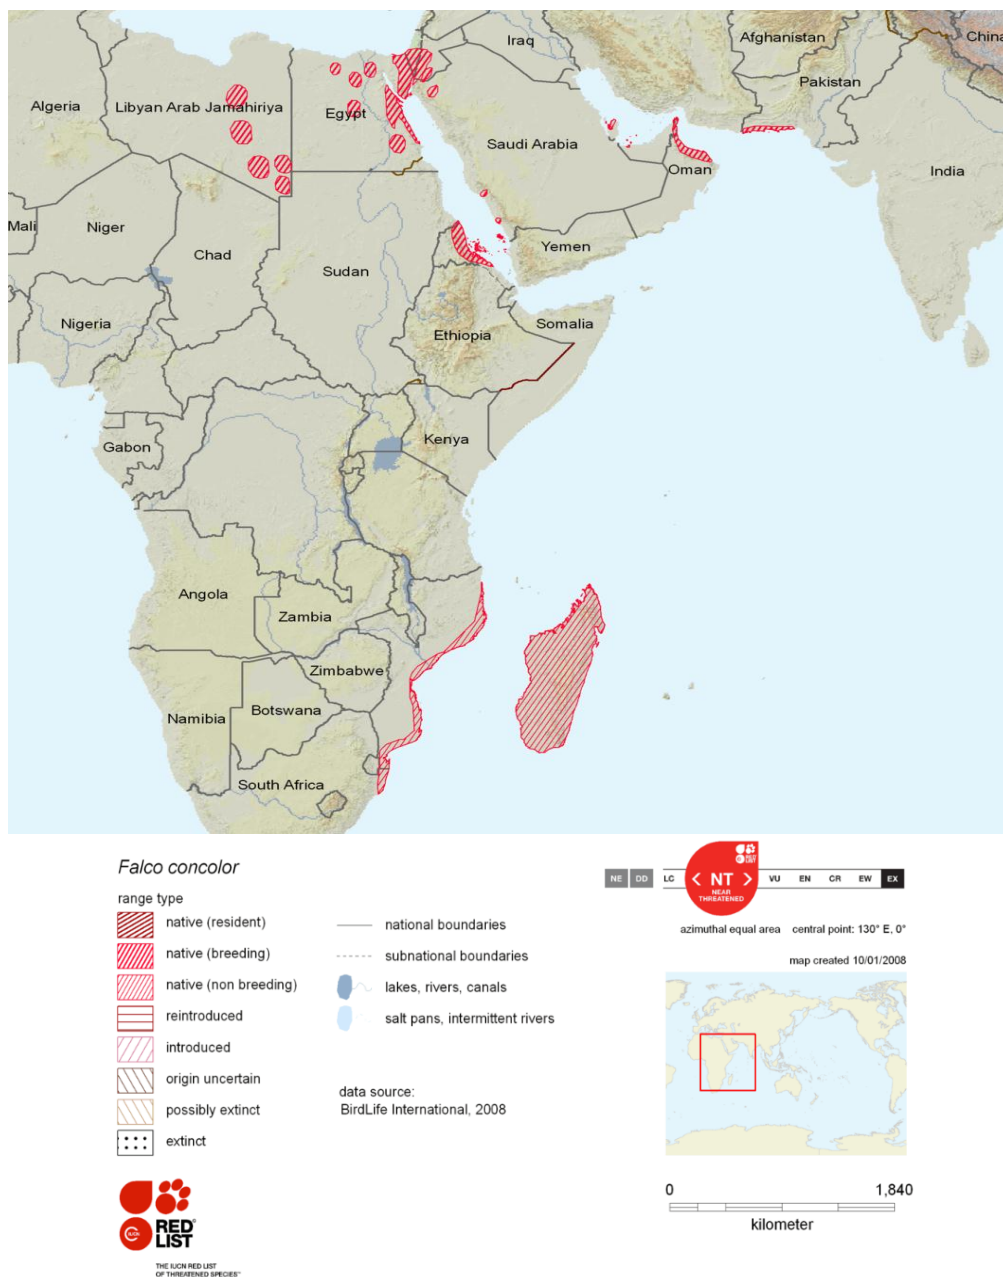 Iraq
Afghanistan
China
Pakistan
Algeria
Libyan Arab Jamahiriya
Egypt
Saudi Arabia
Oman
India
Mali
Niger
Chad
Sudan
Yemen
Nigeria
Ethiopia
Somalia
Gabon
Kenya
Angola
Zambia
Zimbabwe
Namibia
Botswana
South Africa
Falco concolor
range type
native (resident)
native (breeding)
native (non breeding)
reintroduced
introduced
origin uncertain
possibly extinct
extinct
national boundaries
subnational boundaries
lakes, rivers, canals
salt pans, intermittent rivers
data source:
BirdLife International, 2008
NE DD LC < NT > VU EN CR EW EX
NEAR
THREATENED
azimuthal equal area central point: 130° E, 0°
map created 10/01/2008
0 1,840
kilometer
IUCN
RED
LIST
THE IUCN RED LIST
OF THREATENED SPECIES™